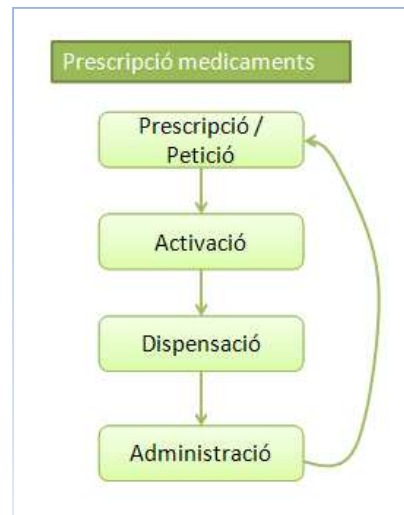 Prescripció medicaments
Prescripció /
Petició
Activació
Dispensació
Administració